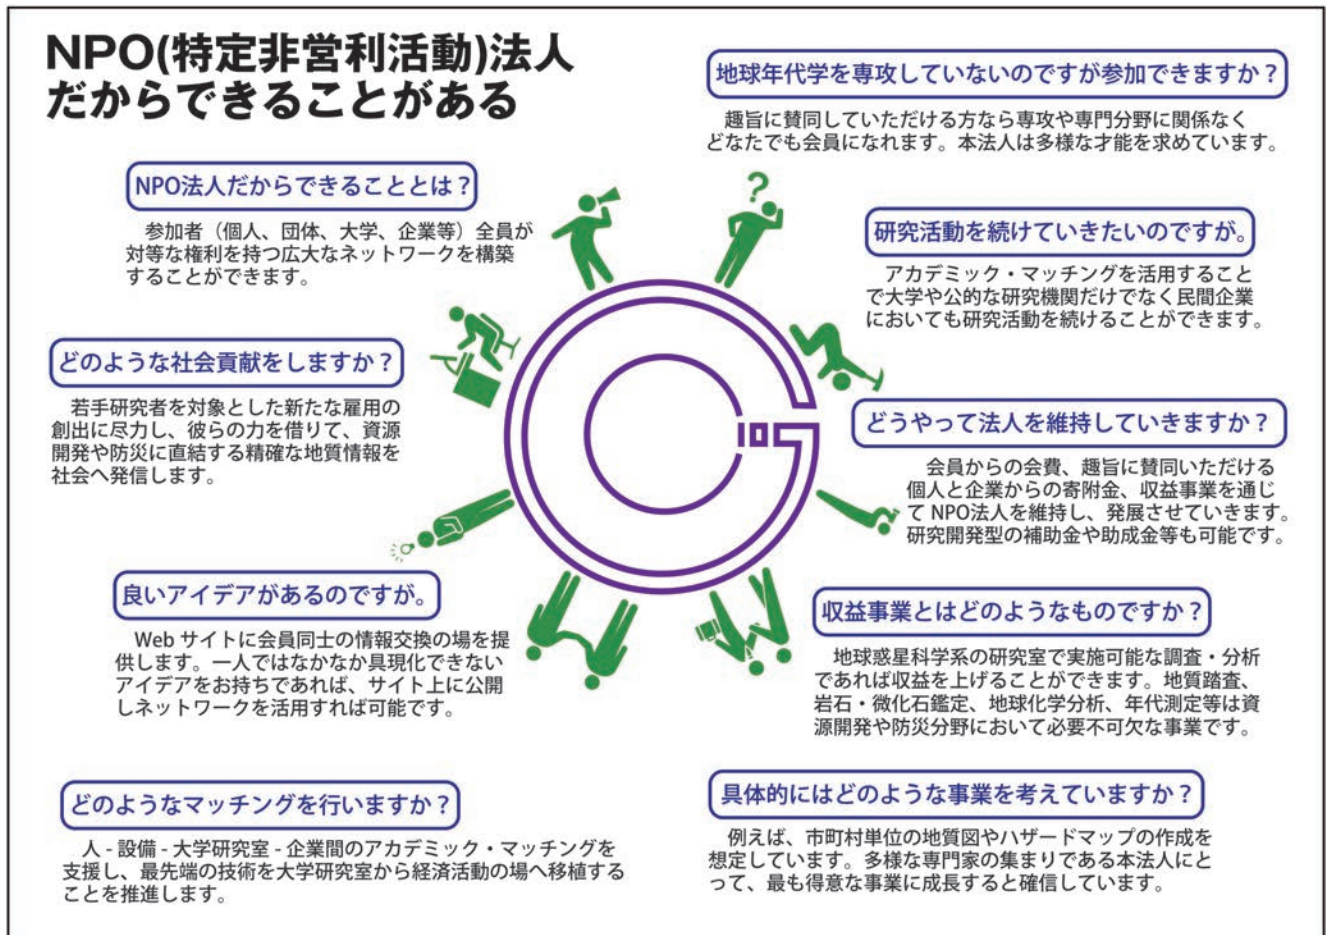 NPO(特定非営利活動)法人
だからできることがある
NPO法人だからできることとは？
参加者（個人、団体、大学、企業等）全員が
対等な権利を持つ広大なネットワークを構築
することができます。
どのような社会貢献をしますか？
若手研究者を対象とした新たな雇用の
創出に尽力し、彼らの力を借りて、資源
開発や防災に直結する精確な地質情報を
社会へ発信します。
良いアイデアがあるのですが。
Web サイトに会員同士の情報交換の場を提
供します。一人ではなかなか具現化できない
アイデアをお持ちであれば、サイト上に公開
しネットワークを活用すれば可能です。
どのようなマッチングを行いますか？
人 - 設備 - 大学研究室 - 企業間のアカデミック・マッチングを
支援し、最先端の技術を大学研究室から経済活動の場へ移植する
ことを推進します。
地球年代学を専攻していないのですが参加できますか？
趣旨に賛同していただける方なら専攻や専門分野に関係なく
どなたでも会員になれます。本法人は多様な才能を求めています。
?
研究活動を続けていきたいのですが。
アカデミック・マッチングを活用すること
で大学や公的な研究機関だけでなく民間企業
においても研究活動を続けることができます。
どうやって法人を維持していきますか？
会員からの会費、趣旨に賛同いただける
個人と企業からの寄附金、収益事業を通じ
て NPO法人を維持し、発展させていきます。
研究開発型の補助金や助成金等も可能です。
収益事業とはどのようなものですか？
地球惑星科学系の研究室で実施可能な調査・分析
であれば収益を上げることができます。地質踏査、
岩石・微化石鑑定、地球化学分析、年代測定等は資
源開発や防災分野において必要不可欠な事業です。
具体的にはどのような事業を考えていますか？
例えば、市町村単位の地質図やハザードマップの作成を
想定しています。多様な専門家の集まりである本法人にと
って、最も得意な事業に成長すると確信しています。